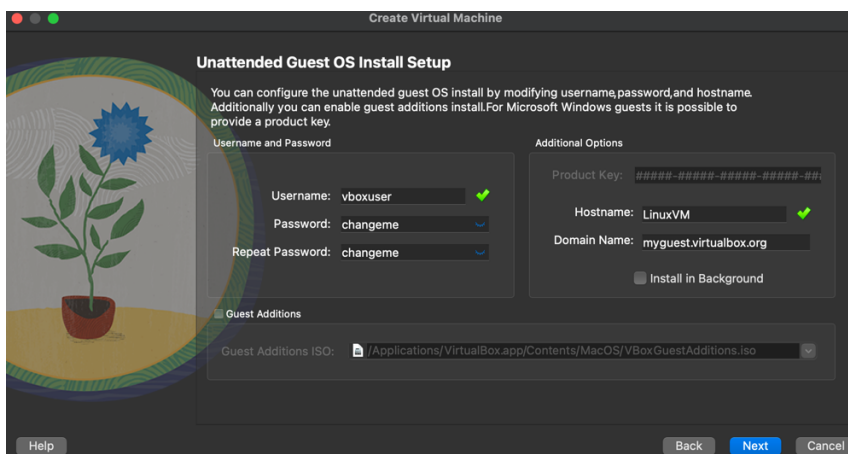 Create Virtual Machine
Unattended Guest OS Install Setup
You can configure the unattended guest OS install by modifying username,password,and hostname.
Additionally you can enable guest additions install.For Microsoft Windows guests it is possible to
provide a product key.
Username and Password
Username: vboxuser
Password: changeme
Repeat Password: changeme
Additional Options
Product Key: #####-#####-#####-#####-###
Hostname: LinuxVM
Domain Name: myguest.virtualbox.org
Install in Background
Guest Additions
Guest Additions ISO: /Applications/VirtualBox.app/Contents/MacOS/VBoxGuestAdditions.iso
Help
Back
Next
Cancel